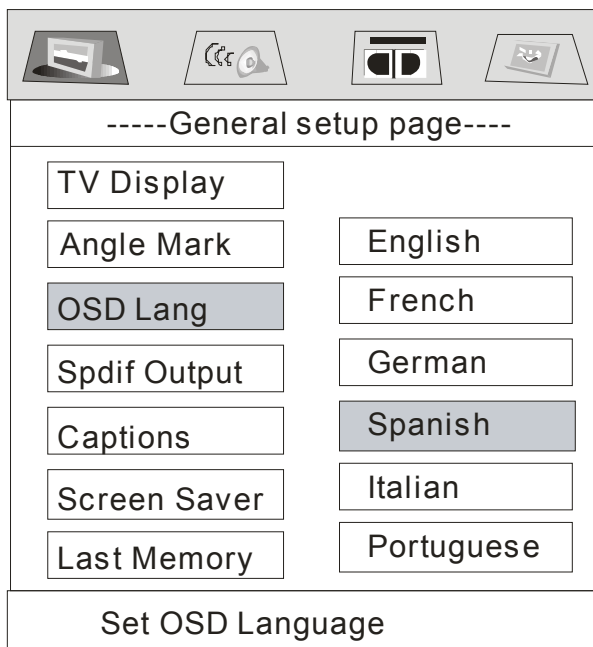 -----General setup page----
TV Display
Angle Mark
OSD Lang
Spdif Output
Captions
Screen Saver
Last Memory
English
French
German
Spanish
Italian
Portuguese
Set OSD Language